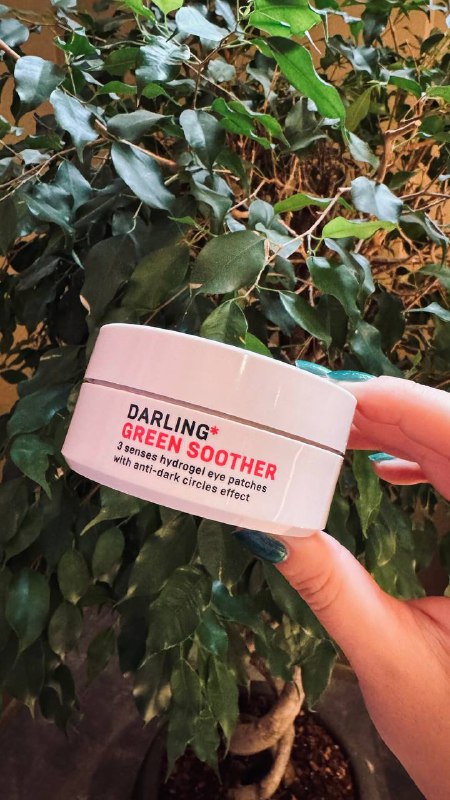 DARLING*
GREEN SOOTHER
3 senses hydrogel eye patches
with anti-dark circles effect